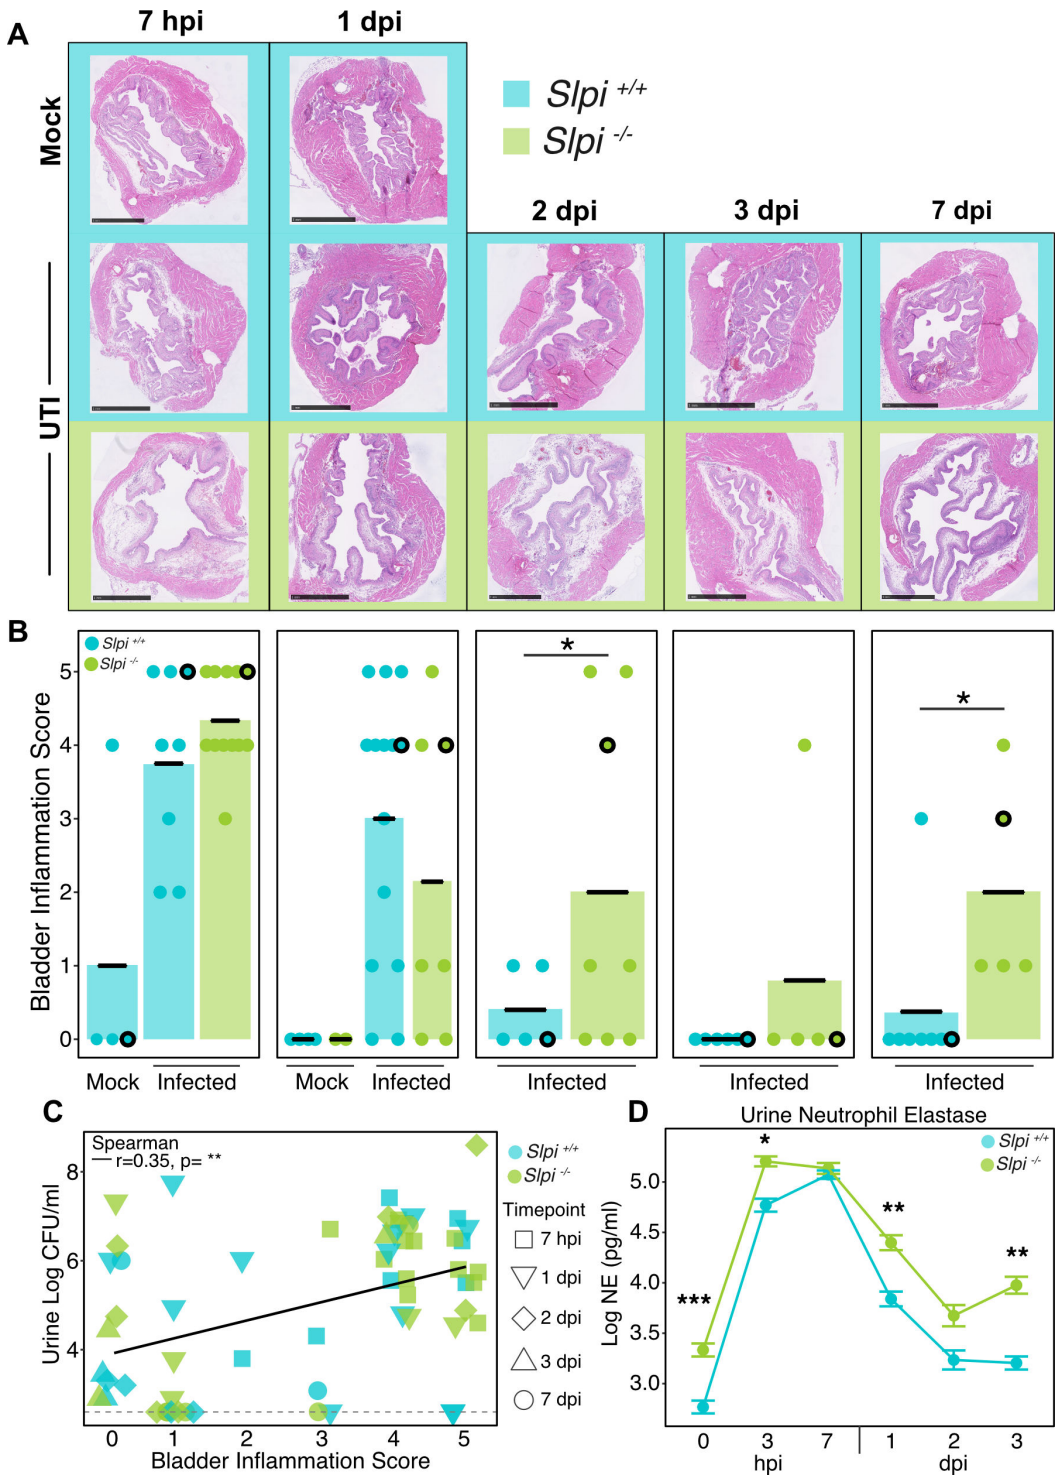 A
7 hpi
1 dpi
Mock
Slpi +/+
Slpi -/-
2 dpi
3 dpi
7 dpi
UTI
B
Slpi +/+
Slpi -/-
Bladder Inflammation Score
5
4
3
2
1
0
*
*
Mock
Infected
Mock
Infected
Infected
Infected
Infected
C
Spearman
r=0.35, p= **
Urine Log CFU/ml
8
6
4
0
1
2
3
4
5
Bladder Inflammation Score
Slpi +/+
Slpi -/-
Timepoint
7 hpi
1 dpi
2 dpi
3 dpi
7 dpi
D
Urine Neutrophil Elastase
Slpi +/+
Slpi -/-
Log NE (pg/ml)
5.0
4.5
4.0
3.5
3.0
***
*
**
**
0
3
7
1
2
3
hpi
dpi